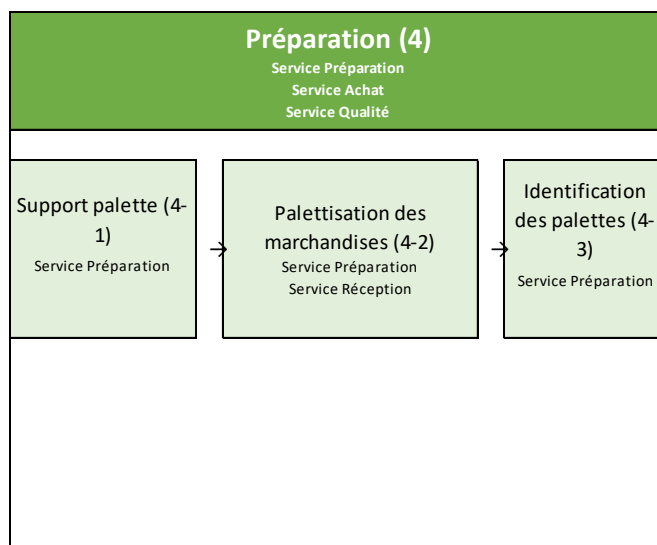 Préparation (4)
Service Préparation
Service Achat
Service Qualité
Support palette (4-
1)
Service Préparation
→
Palettisation des
marchandises (4-2)
Service Préparation
Service Réception
→
Identification
des palettes (4-
3)
Service Préparation